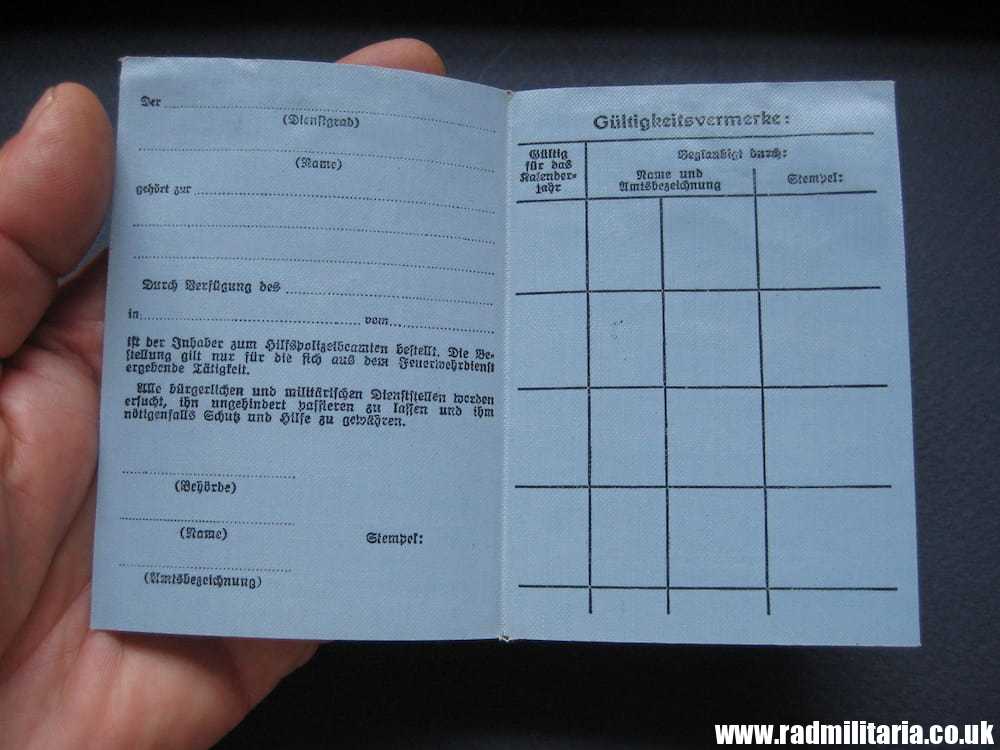 Der
(Dienstgrad)
(Name)
gehört zur
Durch Verfügung des
in vom
ist der Inhaber zum Hilfspolizeibeamten bestellt. Die Be-
stellung gilt nur für die sich aus dem Feuerwehrdienst
ergebende Tätigkeit.
Alle bürgerlichen und militärischen Dienststellen werden
ersucht, ihn ungehindert passieren zu lassen und ihm
nötigenfalls Schutz und Hilfe zu gewähren.
(Behörde)
(Name)
Stempel:
(Amtsbezeichnung)
Gültigkeitsvermerke:
Gültig
für das
Kalender-
jahr
Beglaubigt durch:
Name und
Amtsbezeichnung
Stempel:
www.radmilitaria.co.uk